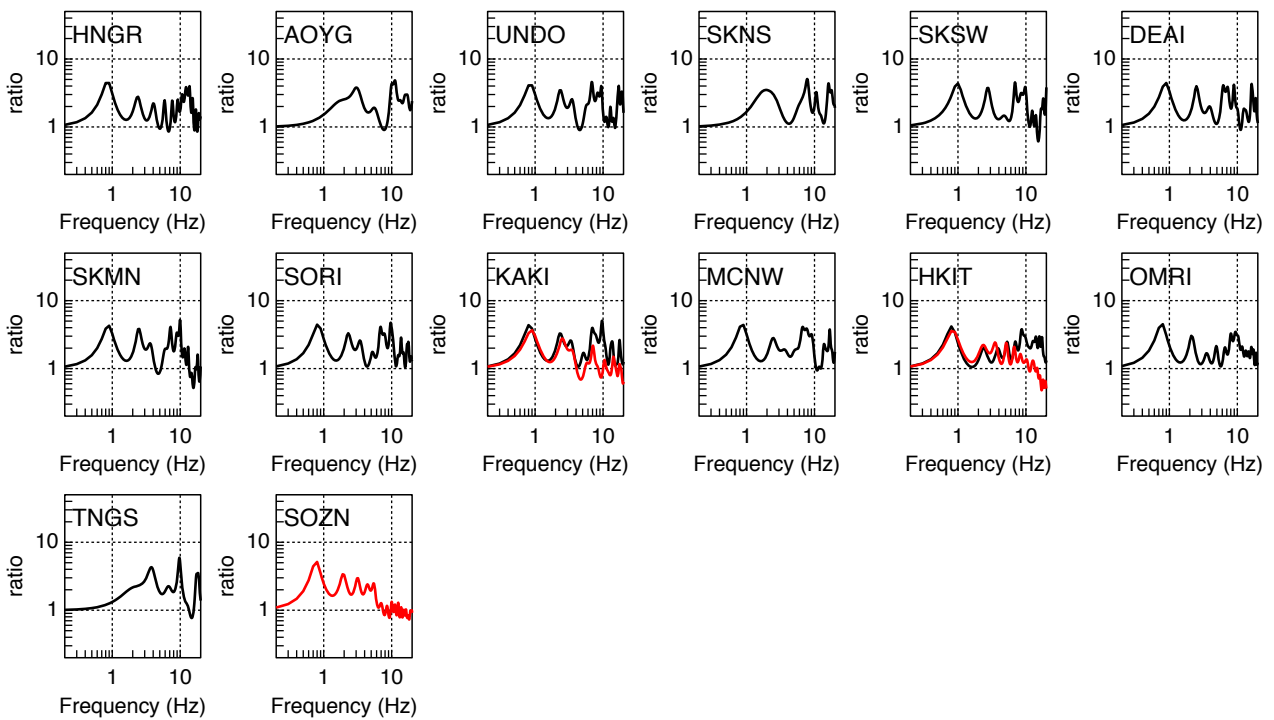 HNGR
10
1
ratio
1 10
Frequency (Hz)
AOYG
10
1
ratio
1 10
Frequency (Hz)
UNDO
10
1
ratio
1 10
Frequency (Hz)
SKNS
10
1
ratio
1 10
Frequency (Hz)
SKSW
10
1
ratio
1 10
Frequency (Hz)
DEAI
10
1
ratio
1 10
Frequency (Hz)
SKMN
10
1
ratio
1 10
Frequency (Hz)
SORI
10
1
ratio
1 10
Frequency (Hz)
KAKI
10
1
ratio
1 10
Frequency (Hz)
MCNW
10
1
ratio
1 10
Frequency (Hz)
HKIT
10
1
ratio
1 10
Frequency (Hz)
OMRI
10
1
ratio
1 10
Frequency (Hz)
TNGS
10
1
ratio
1 10
Frequency (Hz)
SOZN
10
1
ratio
1 10
Frequency (Hz)